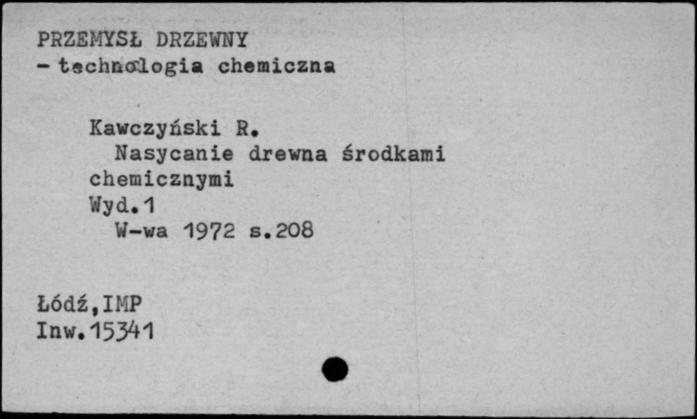 PRZEMYSŁ DRZEWNY
- technologia chemiczna
Kawczyński R.
Nasycanie drewna środkami
chemicznymi
Wyd.1
W-wa 1972 s.208
Łódź,IMP
Inw.15341